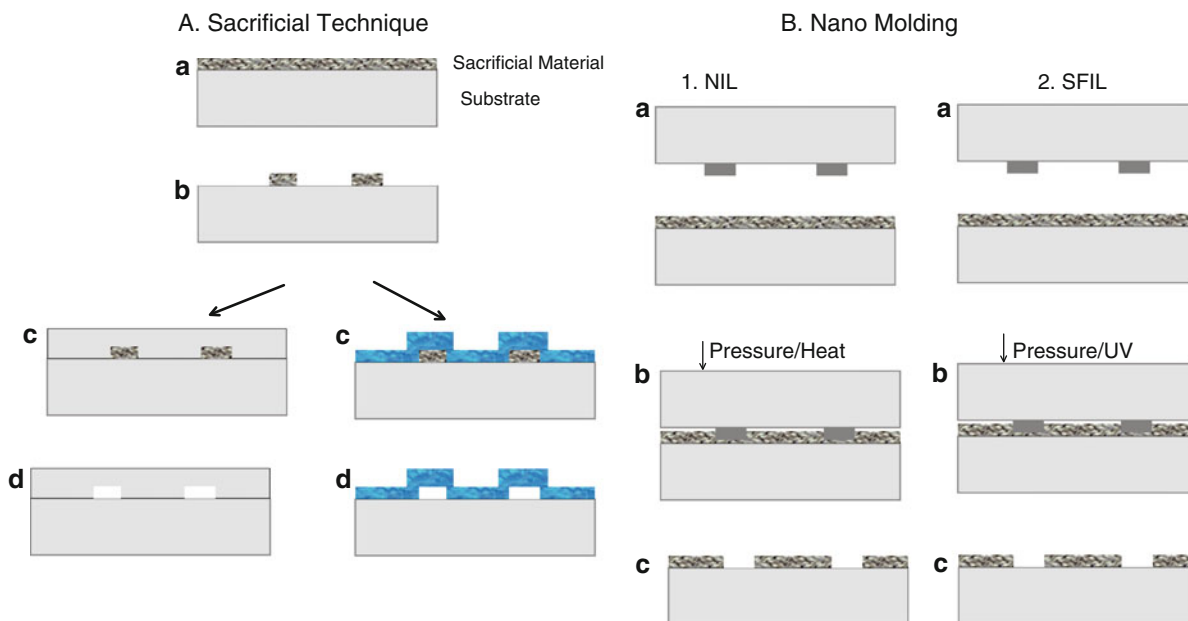 A. Sacrificial Technique
a
Sacrificial Material
Substrate
b
c
c
d
d
B. Nano Molding
1. NIL
2. SFIL
a
a
b
Pressure/Heat
b
Pressure/UV
c
c